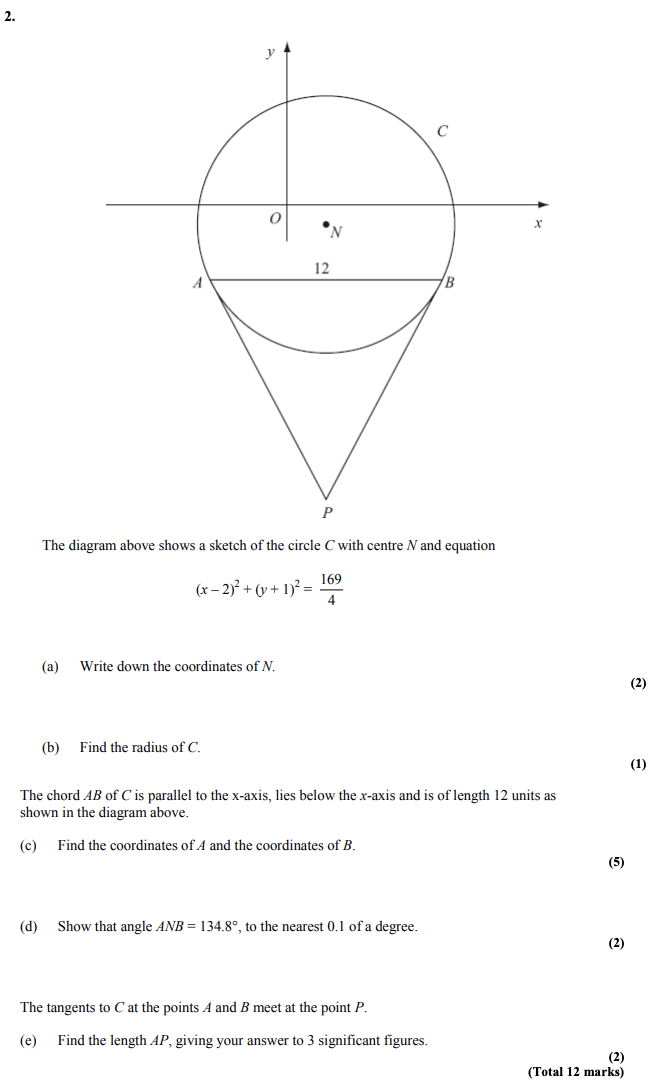 2.
y
C
O
N
x
12
A
B
P
The diagram above shows a sketch of the circle C with centre N and equation
(x – 2)² + (y + 1)² = 169/4
(a) Write down the coordinates of N.
(2)
(b) Find the radius of C.
(1)
The chord AB of C is parallel to the x-axis, lies below the x-axis and is of length 12 units as
shown in the diagram above.
(c) Find the coordinates of A and the coordinates of B.
(5)
(d) Show that angle ANB = 134.8°, to the nearest 0.1 of a degree.
(2)
The tangents to C at the points A and B meet at the point P.
(e) Find the length AP, giving your answer to 3 significant figures.
(2)
(Total 12 marks)